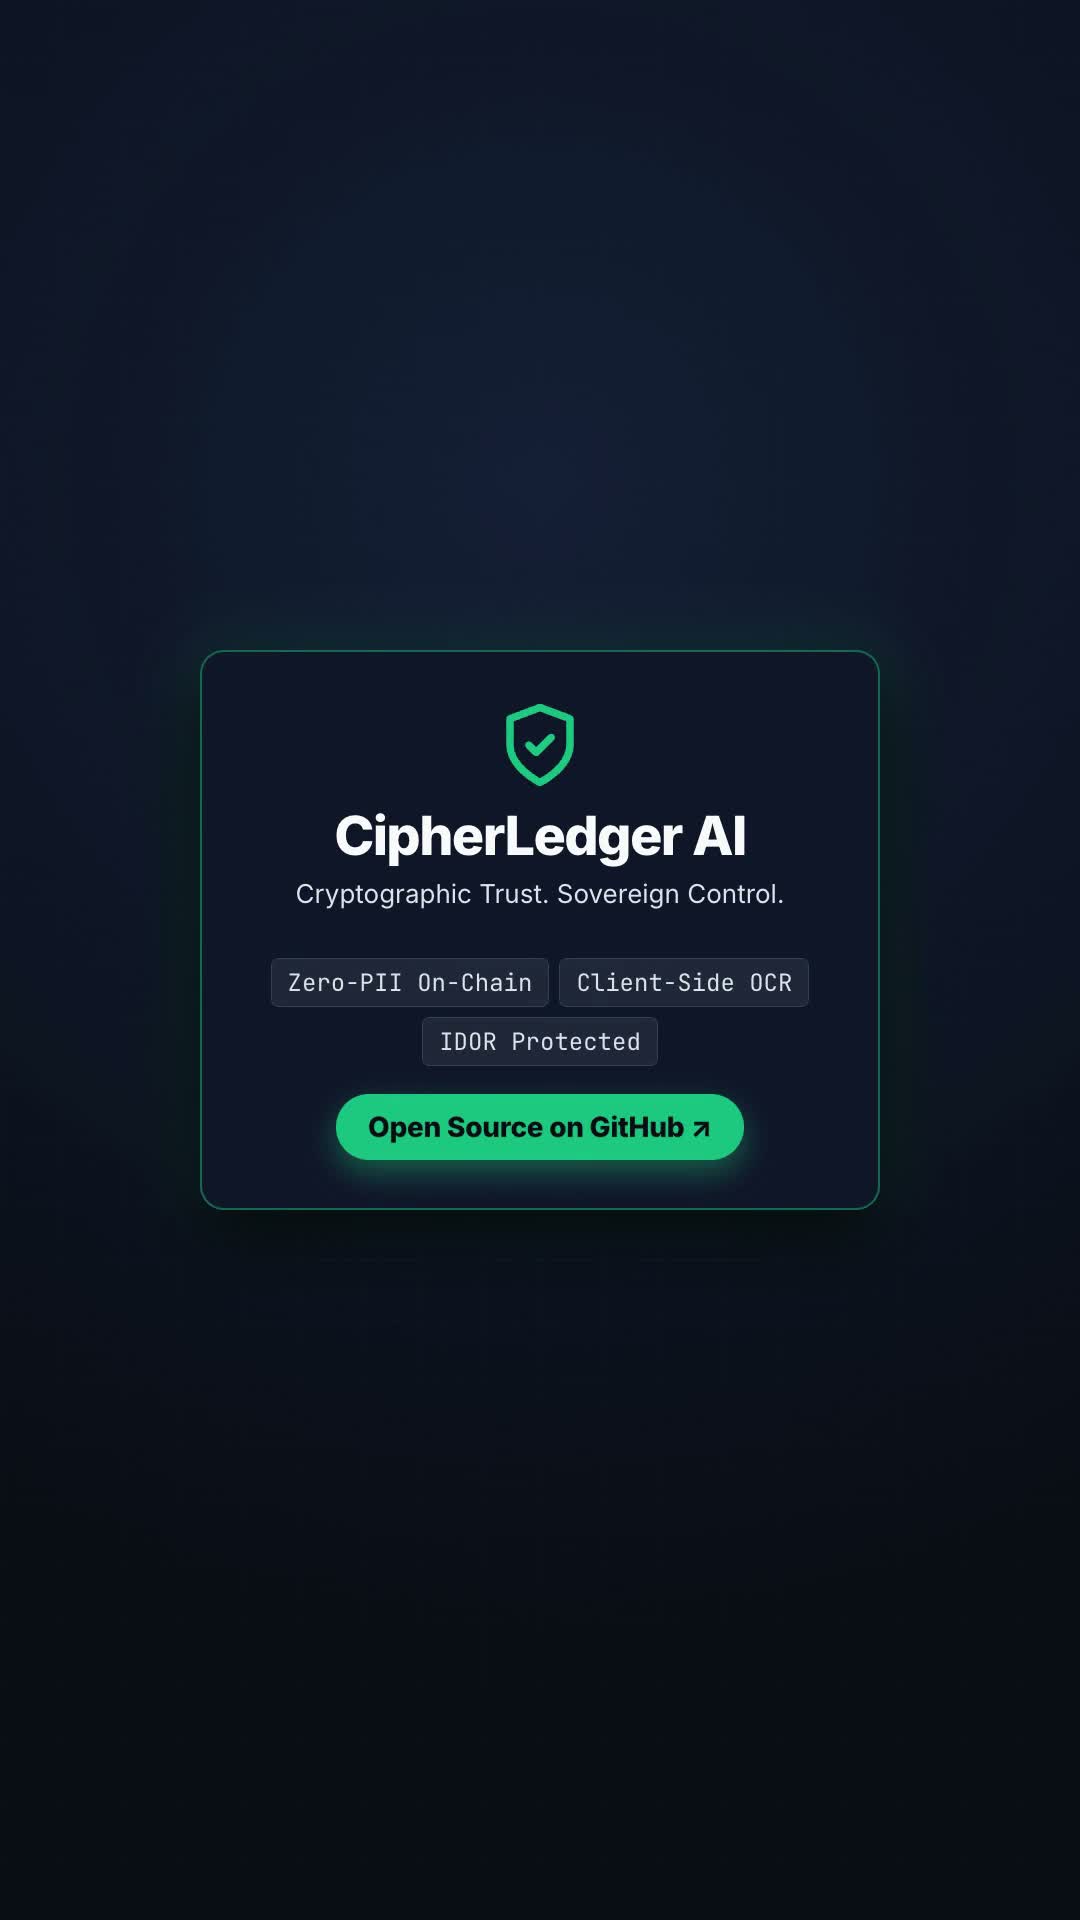 CipherLedger AI
Cryptographic Trust. Sovereign Control.
Zero-PII On-Chain Client-Side OCR
IDOR Protected
Open Source on GitHub ↗